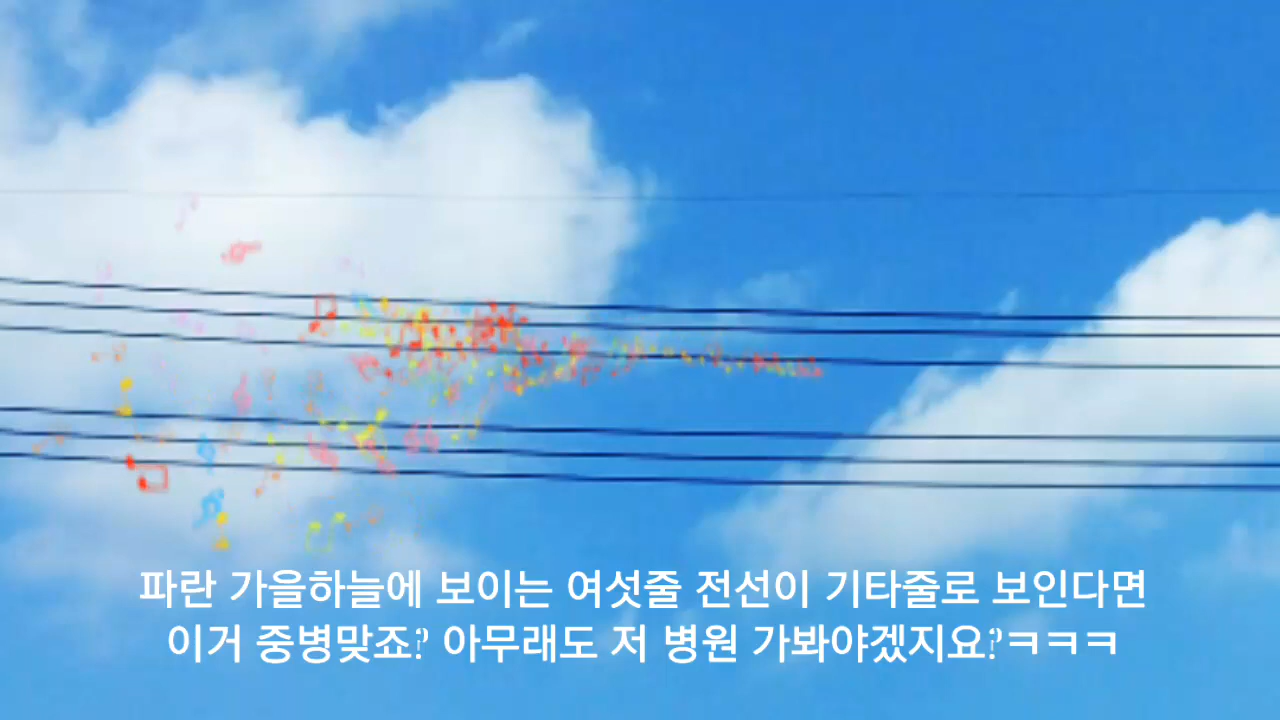 파란 가을하늘에 보이는 여섯줄 전선이 기타줄로 보인다면
이거 중병맞죠? 아무래도 저 병원 가봐야겠지요?ㅋㅋㅋ